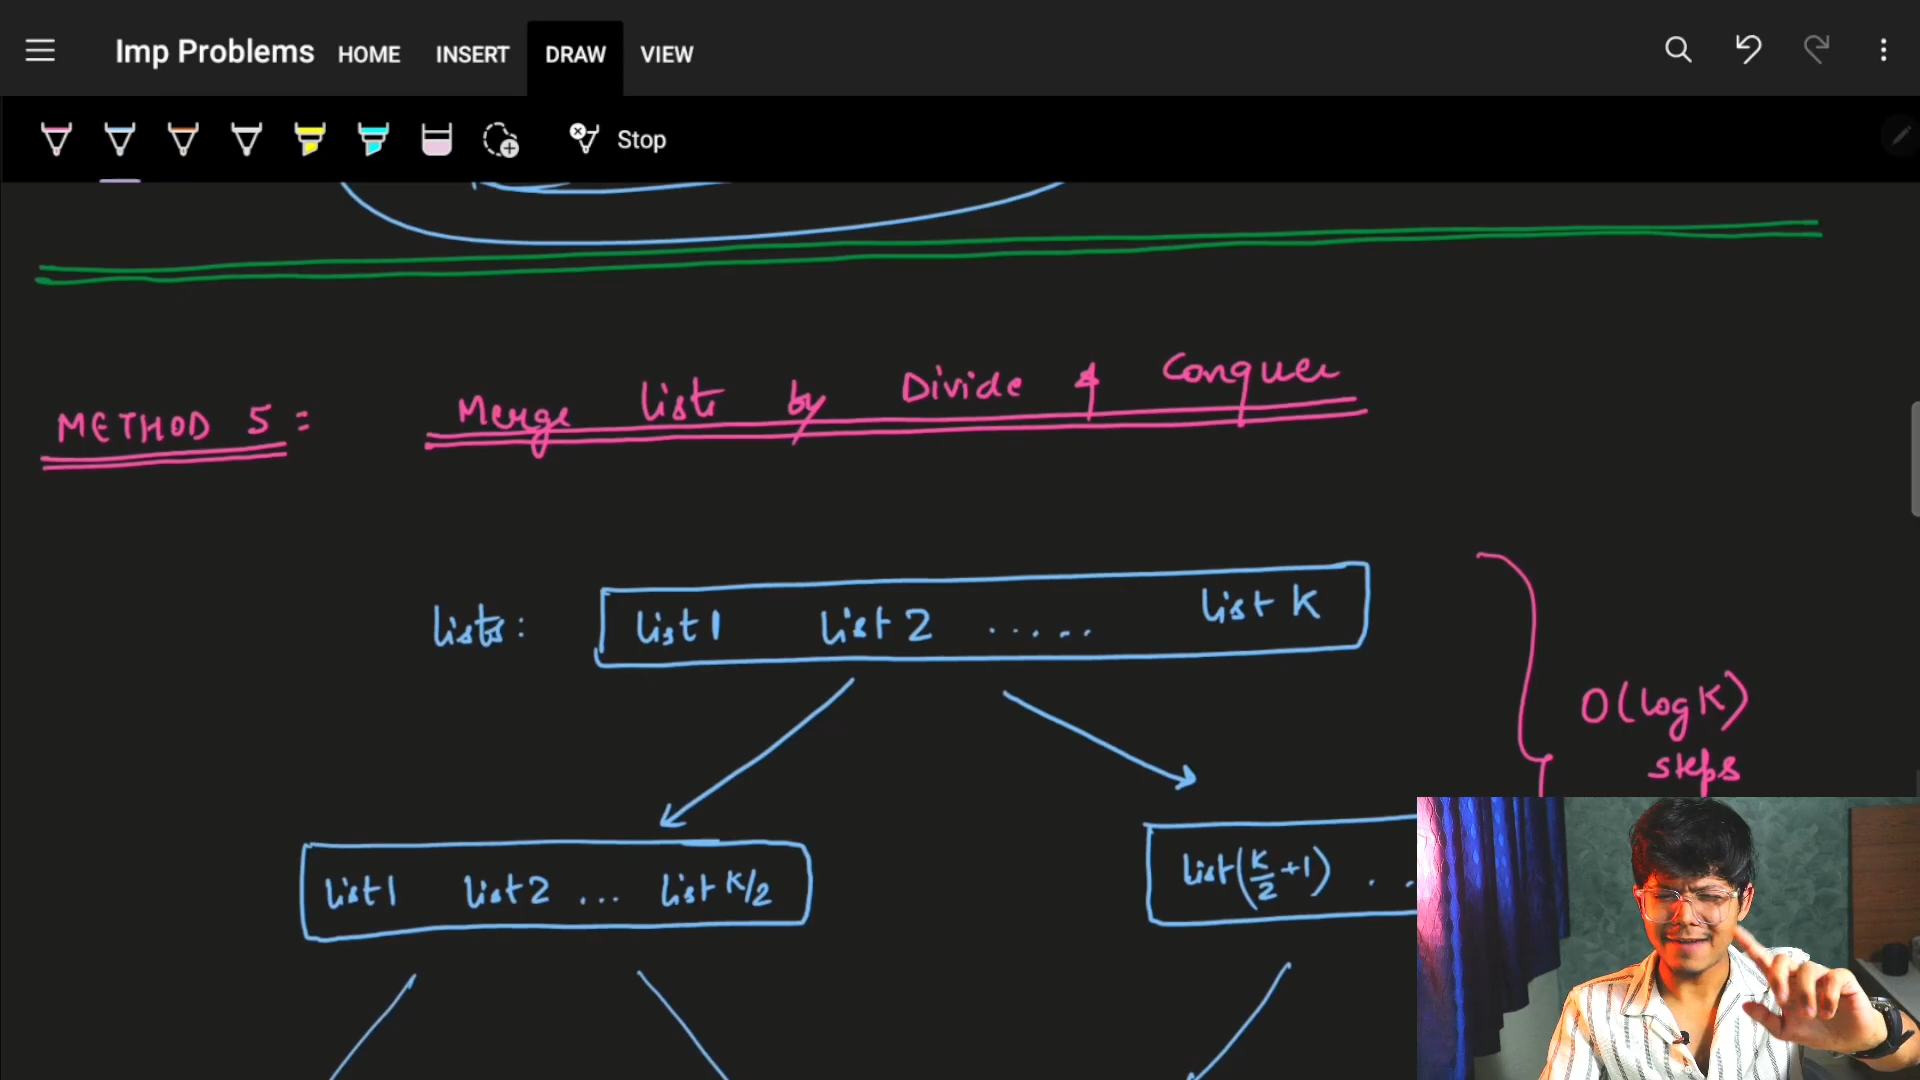 Imp Problems HOME INSERT DRAW VIEW
Stop
METHOD 5: Merge lists by Divide & Conquer
lists: list 1 list 2 ..... list K
O(log K)
steps
list 1 list 2 ... list K/2
list(K/2 +1) . .